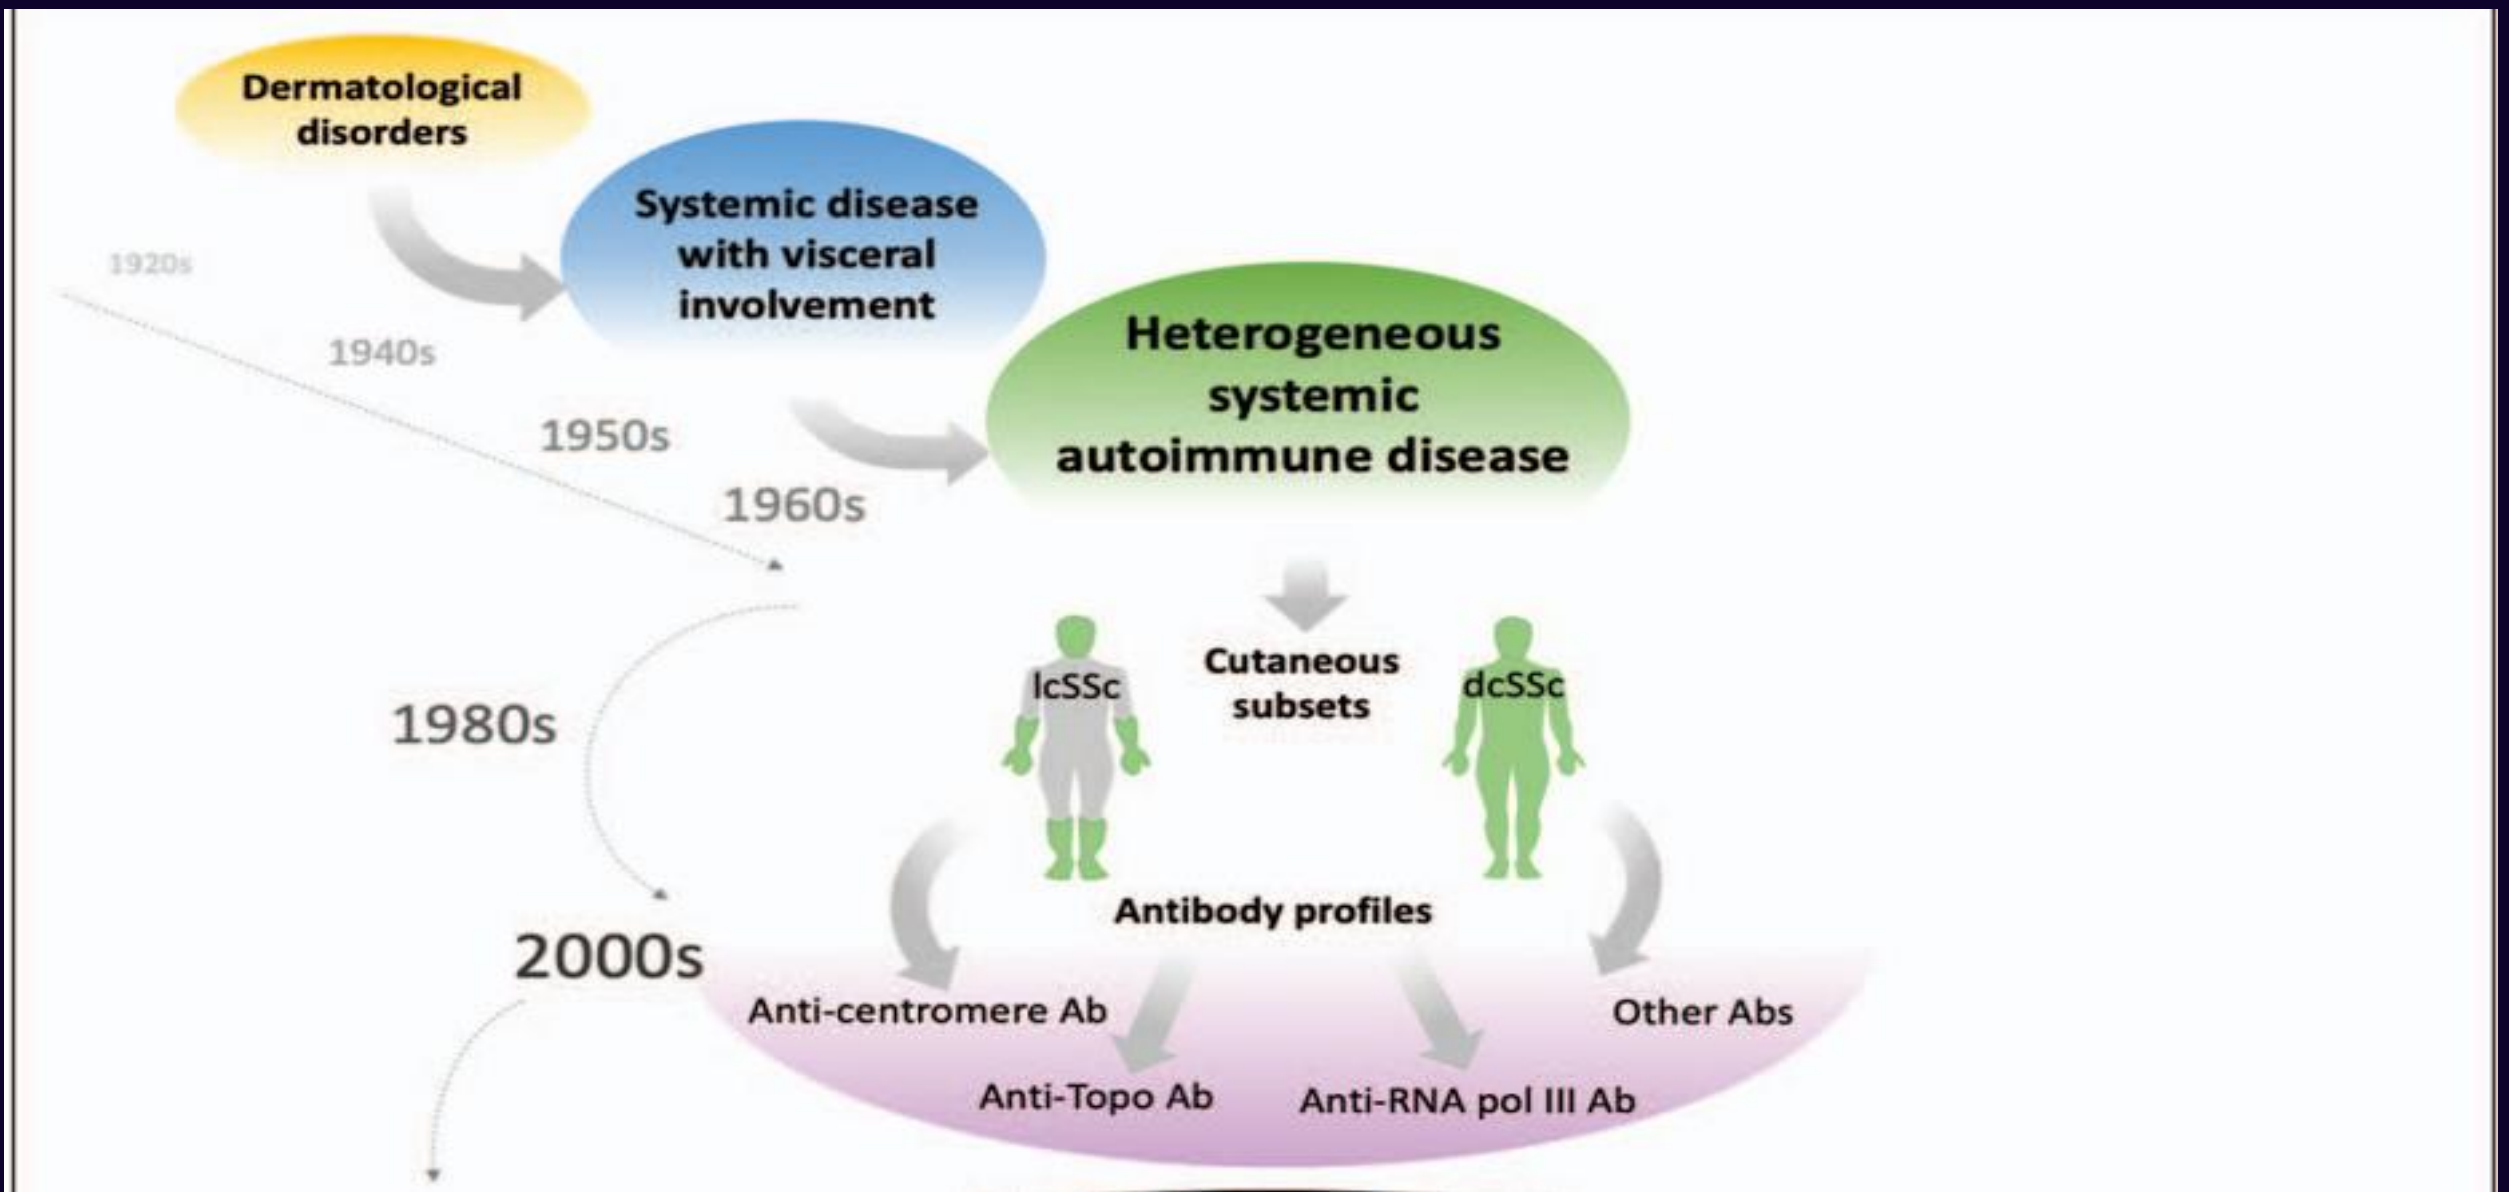 Dermatological
disorders
Systemic disease
with visceral
involvement
1920s
Heterogeneous
systemic
autoimmune disease
1940s
1950s
1960s
Cutaneous
subsets
lcSSc
dcSSc
1980s
Antibody profiles
2000s
Anti-centromere Ab
Other Abs
Anti-Topo Ab
Anti-RNA pol III Ab